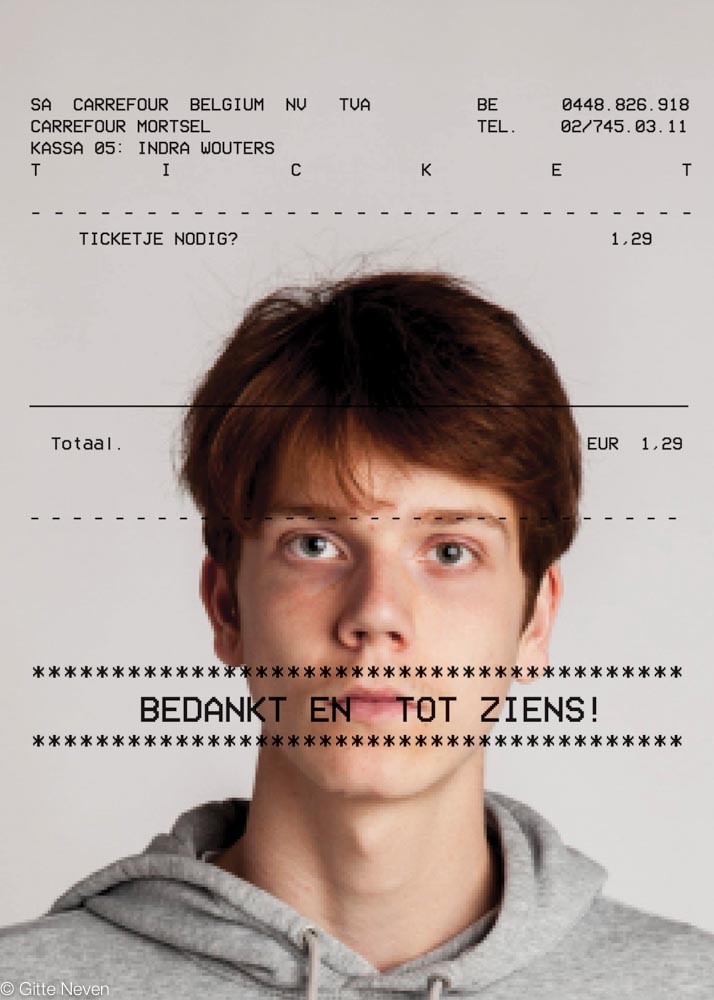 SA CARREFOUR BELGIUM NV TVA BE 0448.826.918
CARREFOUR MORTSEL TEL. 02/745.03.11
KASSA 05: INDRA WOUTERS
T I C K E T
- - - - - - - - - - - - - - - - - - - - - - - - - - - - - -
TICKETJE NODIG? 1,29
Totaal. EUR 1,29
- - - - - - - - - - - - - - - - - - - - - - - - - - - - - -
*****************************************
BEDANKT EN TOT ZIENS!
*****************************************
© Gitte Neven